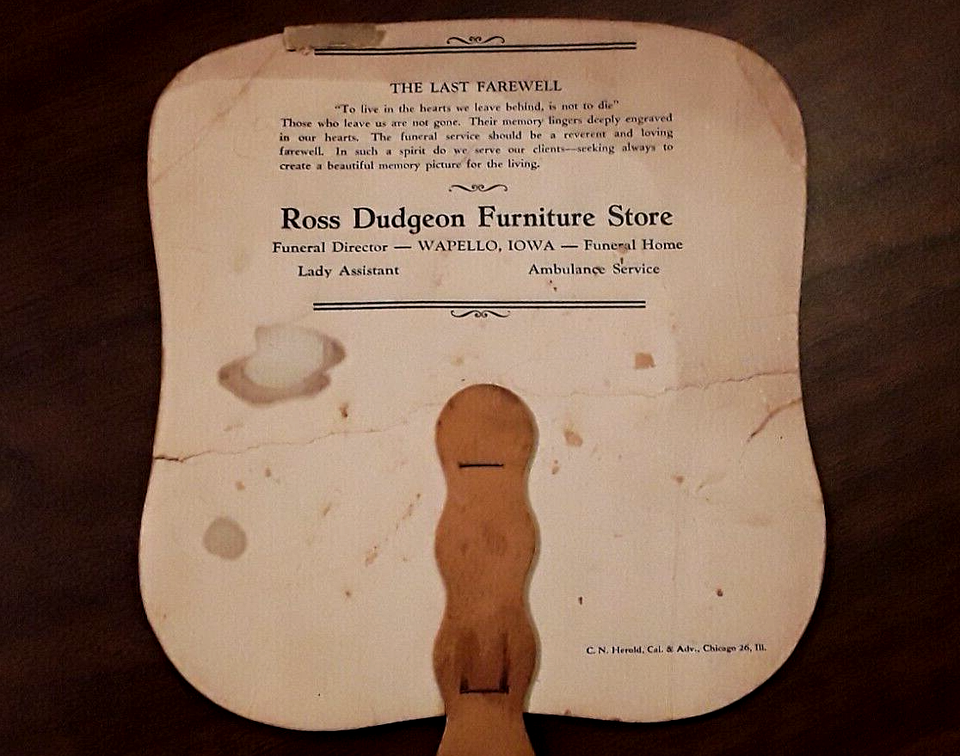 THE LAST FAREWELL
"To live in the hearts we leave behind, is not to die"
Those who leave us are not gone. Their memory lingers deeply engraved
in our hearts. The funeral service should be a reverent and loving
farewell. In such a spirit do we serve our clients—seeking always to
create a beautiful memory picture for the living.
Ross Dudgeon Furniture Store
Funeral Director — WAPELLO, IOWA — Funeral Home
Lady Assistant Ambulance Service
C. N. Herold, Cal. & Adv., Chicago 26, Ill.